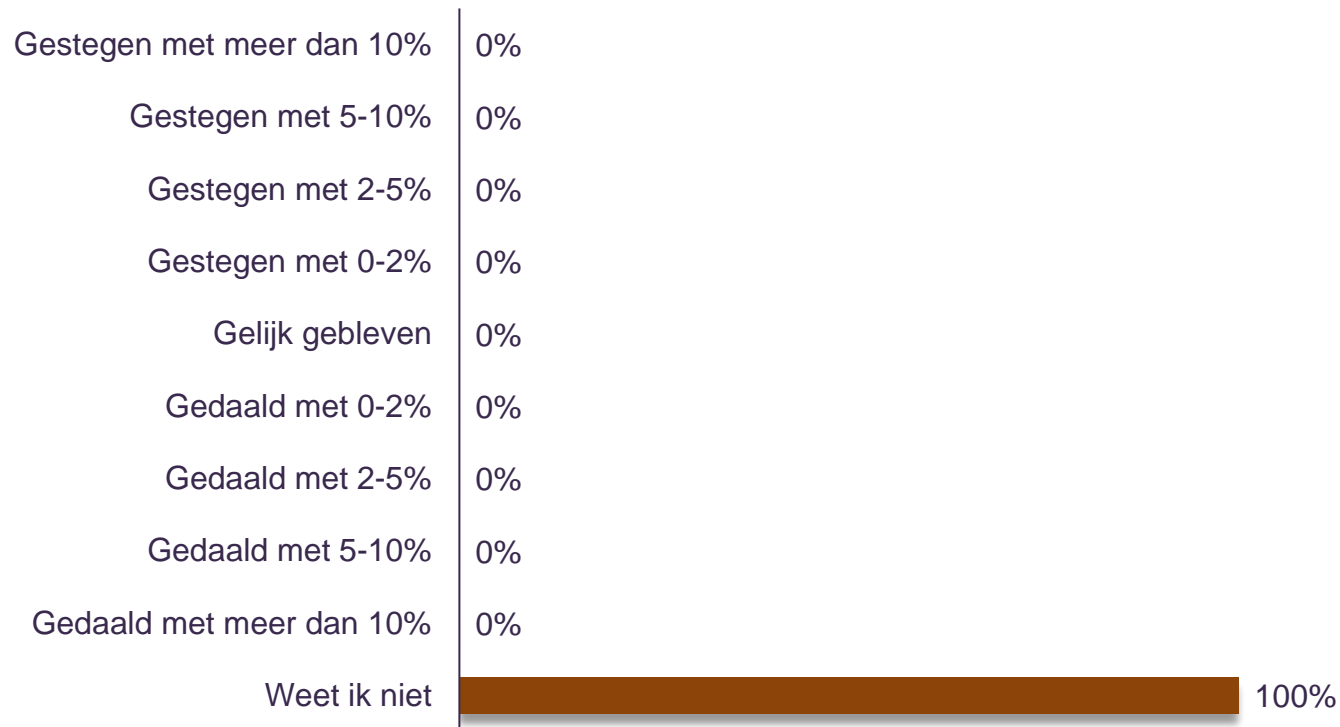 Gestegen met meer dan 10% 0%
Gestegen met 5-10% 0%
Gestegen met 2-5% 0%
Gestegen met 0-2% 0%
Gelijk gebleven 0%
Gedaald met 0-2% 0%
Gedaald met 2-5% 0%
Gedaald met 5-10% 0%
Gedaald met meer dan 10% 0%
Weet ik niet 100%